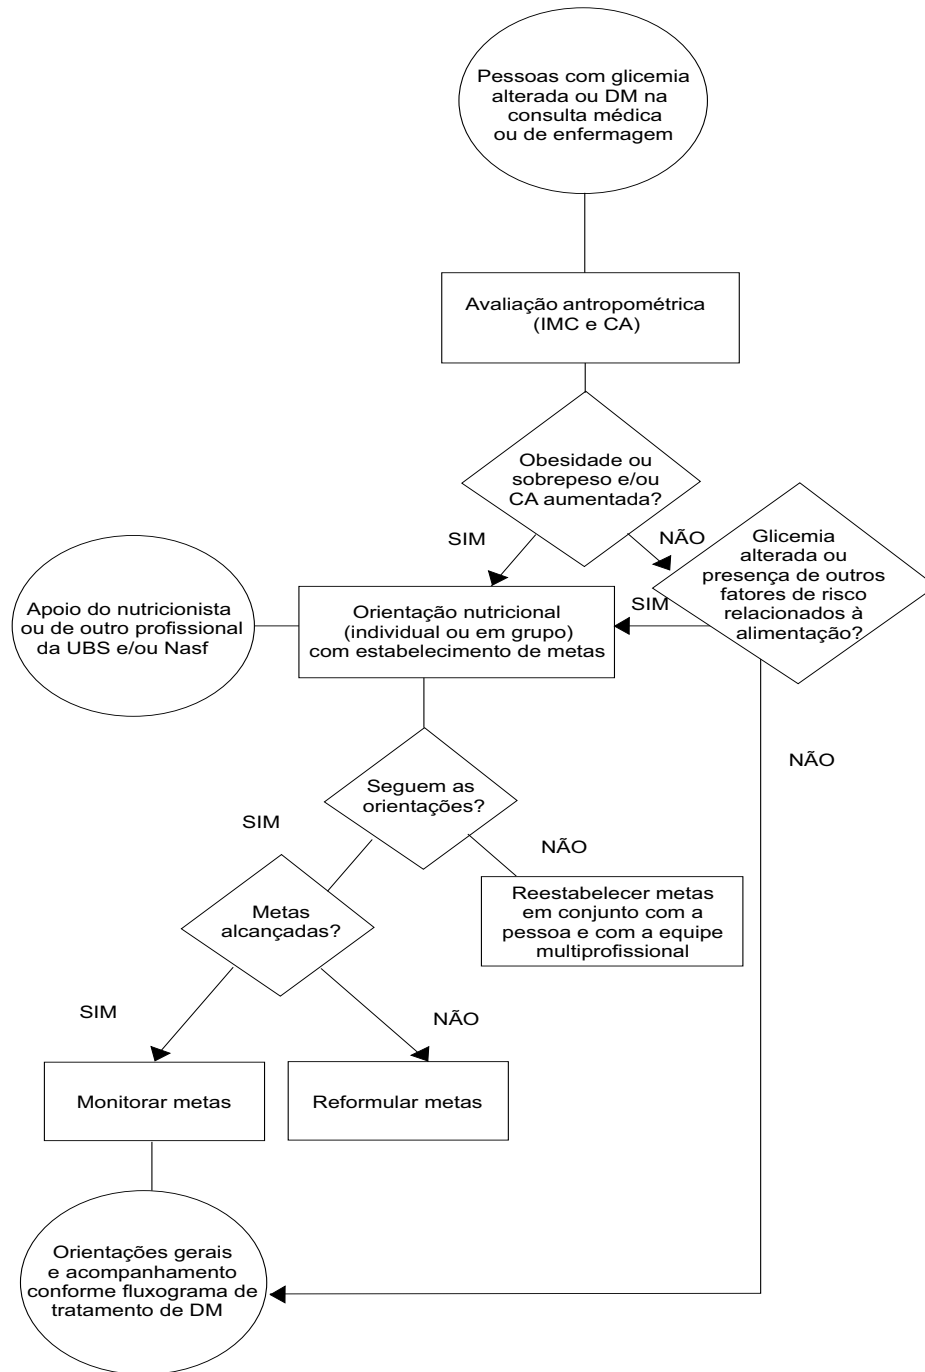 Pessoas com glicemia
alterada ou DM na
consulta médica
ou de enfermagem
Avaliação antropométrica
(IMC e CA)
Obesidade ou
sobrepeso e/ou
CA aumentada?
SIM
NÃO
Glicemia
alterada ou
presença de outros
fatores de risco
relacionados à
alimentação?
SIM
NÃO
Orientação nutricional
(individual ou em grupo)
com estabelecimento de metas
Apoio do nutricionista
ou de outro profissional
da UBS e/ou Nasf
Seguem as
orientações?
SIM
NÃO
Reestabelecer metas
em conjunto com a
pessoa e com a equipe
multiprofissional
Metas
alcançadas?
SIM
NÃO
Monitorar metas
Reformular metas
Orientações gerais
e acompanhamento
conforme fluxograma de
tratamento de DM